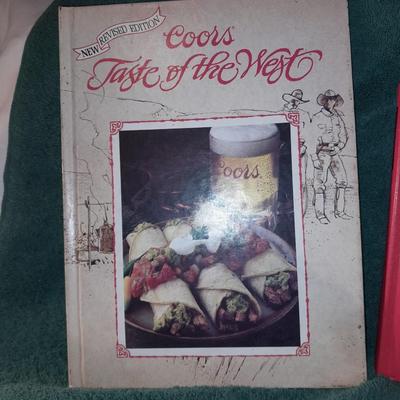 NEW REVISED EDITION
Coors
Taste of the West
Coors